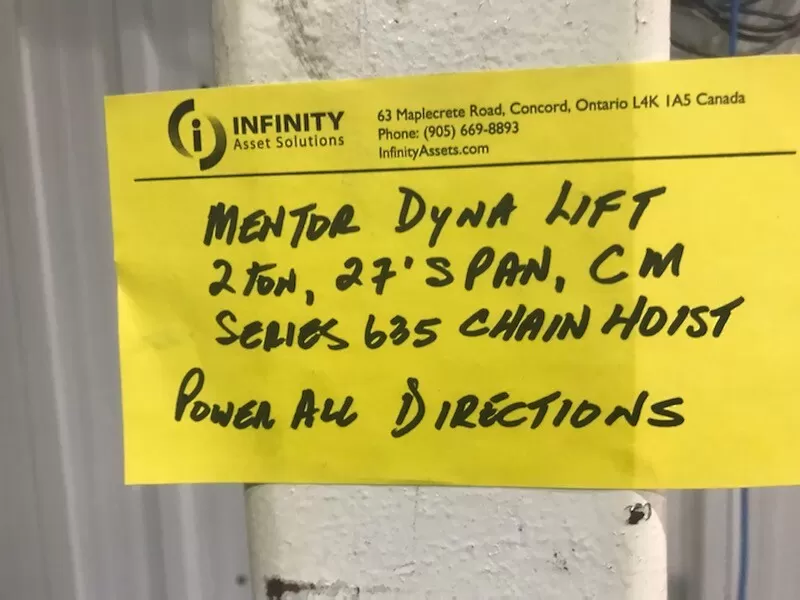 INFINITY
Asset Solutions
63 Maplecrete Road, Concord, Ontario L4K 1A5 Canada
Phone: (905) 669-8893
InfinityAssets.com
MENTOR DYNA LIFT
2 TON, 27' SPAN, CM
SERIES 635 CHAIN HOIST
POWER ALL DIRECTIONS